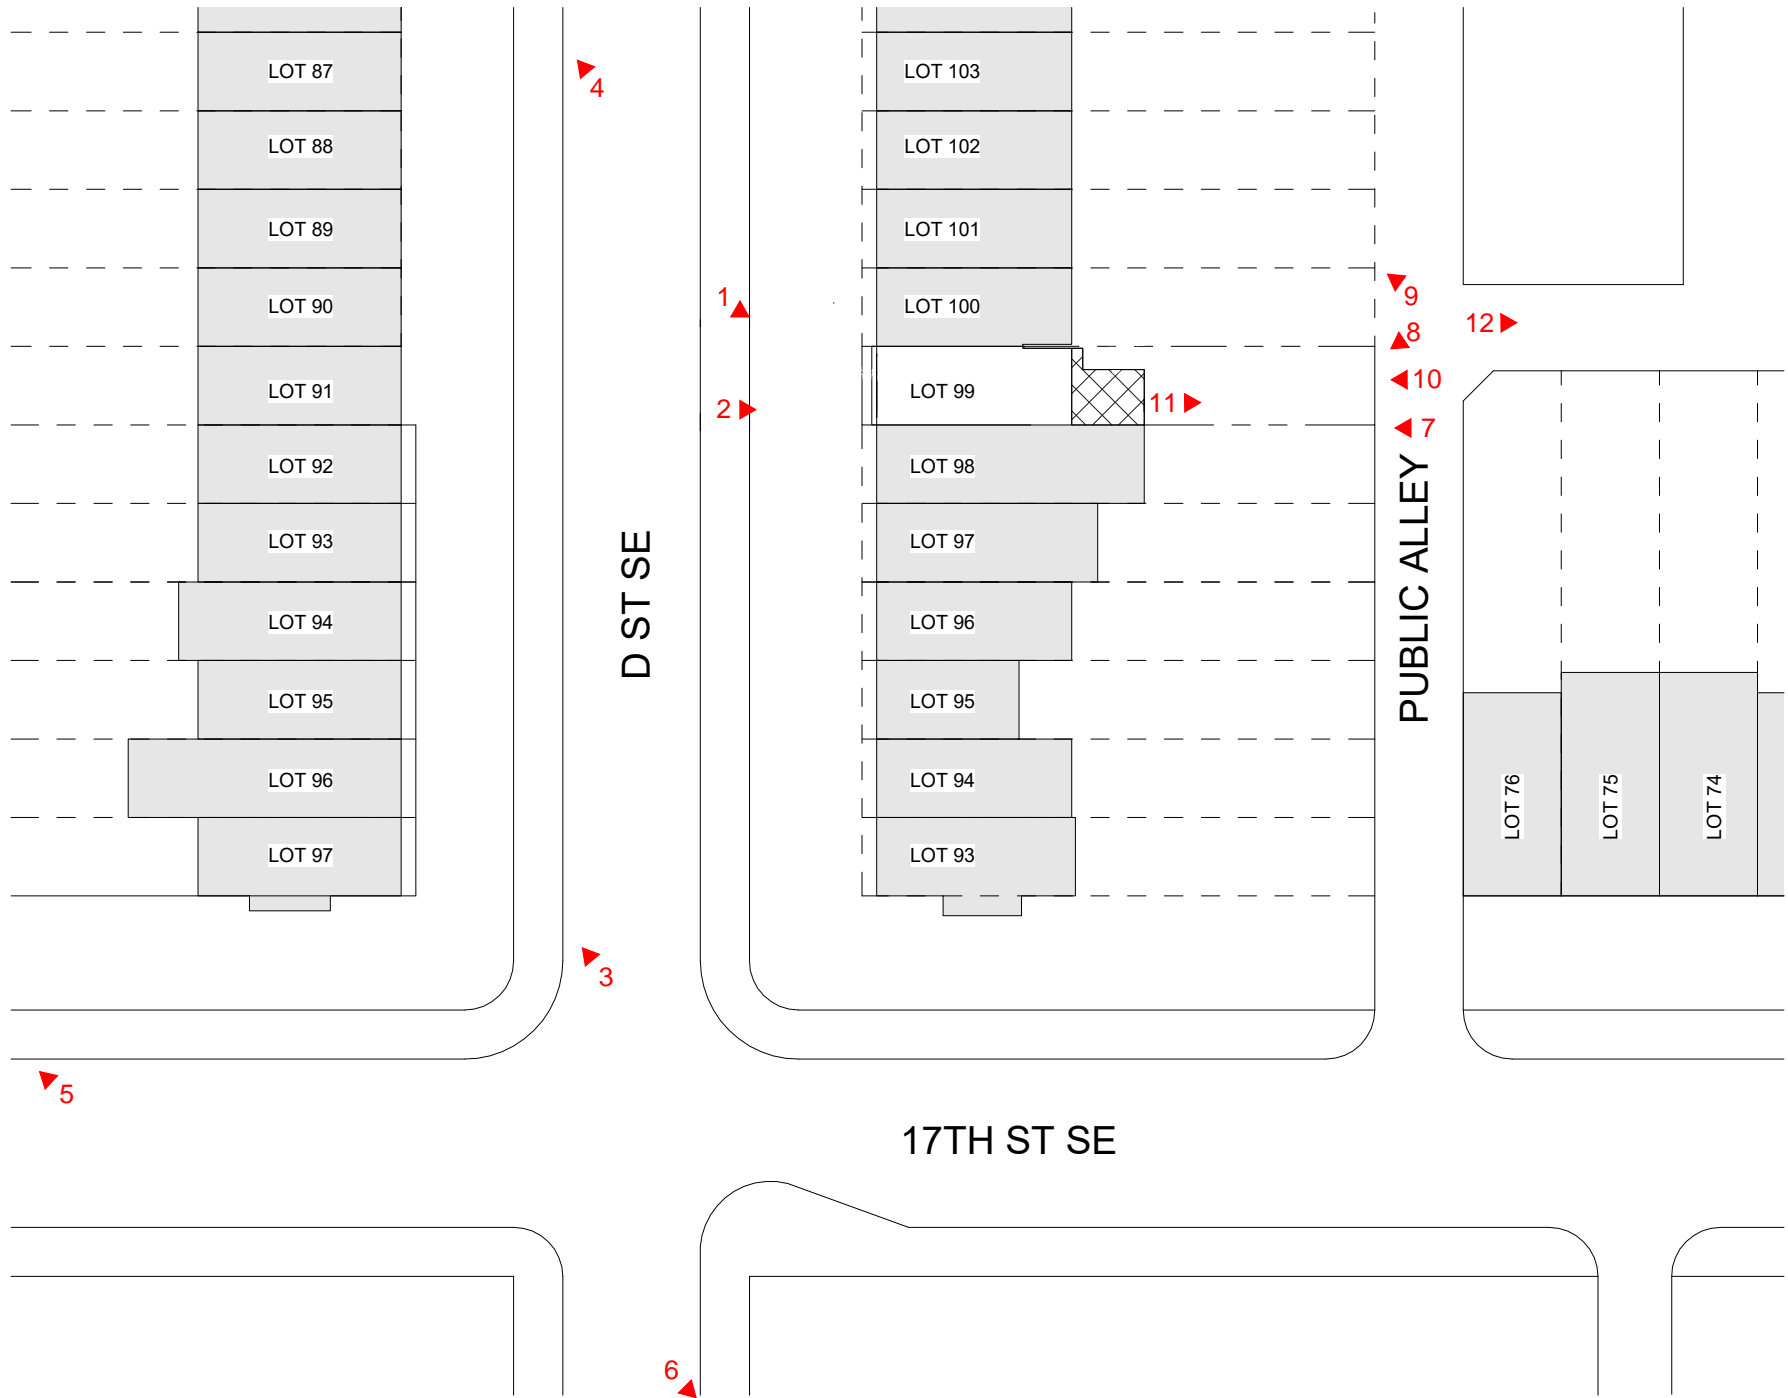 LOT 87
LOT 103
4
LOT 88
LOT 102
LOT 89
LOT 101
LOT 90
1
LOT 100
9
12
8
LOT 91
2
LOT 99
11
10
7
LOT 92
LOT 98
LOT 93
LOT 97
D ST SE
PUBLIC ALLEY
LOT 94
LOT 96
LOT 95
LOT 95
LOT 96
LOT 94
LOT 97
LOT 93
LOT 76
LOT 75
LOT 74
3
5
17TH ST SE
6